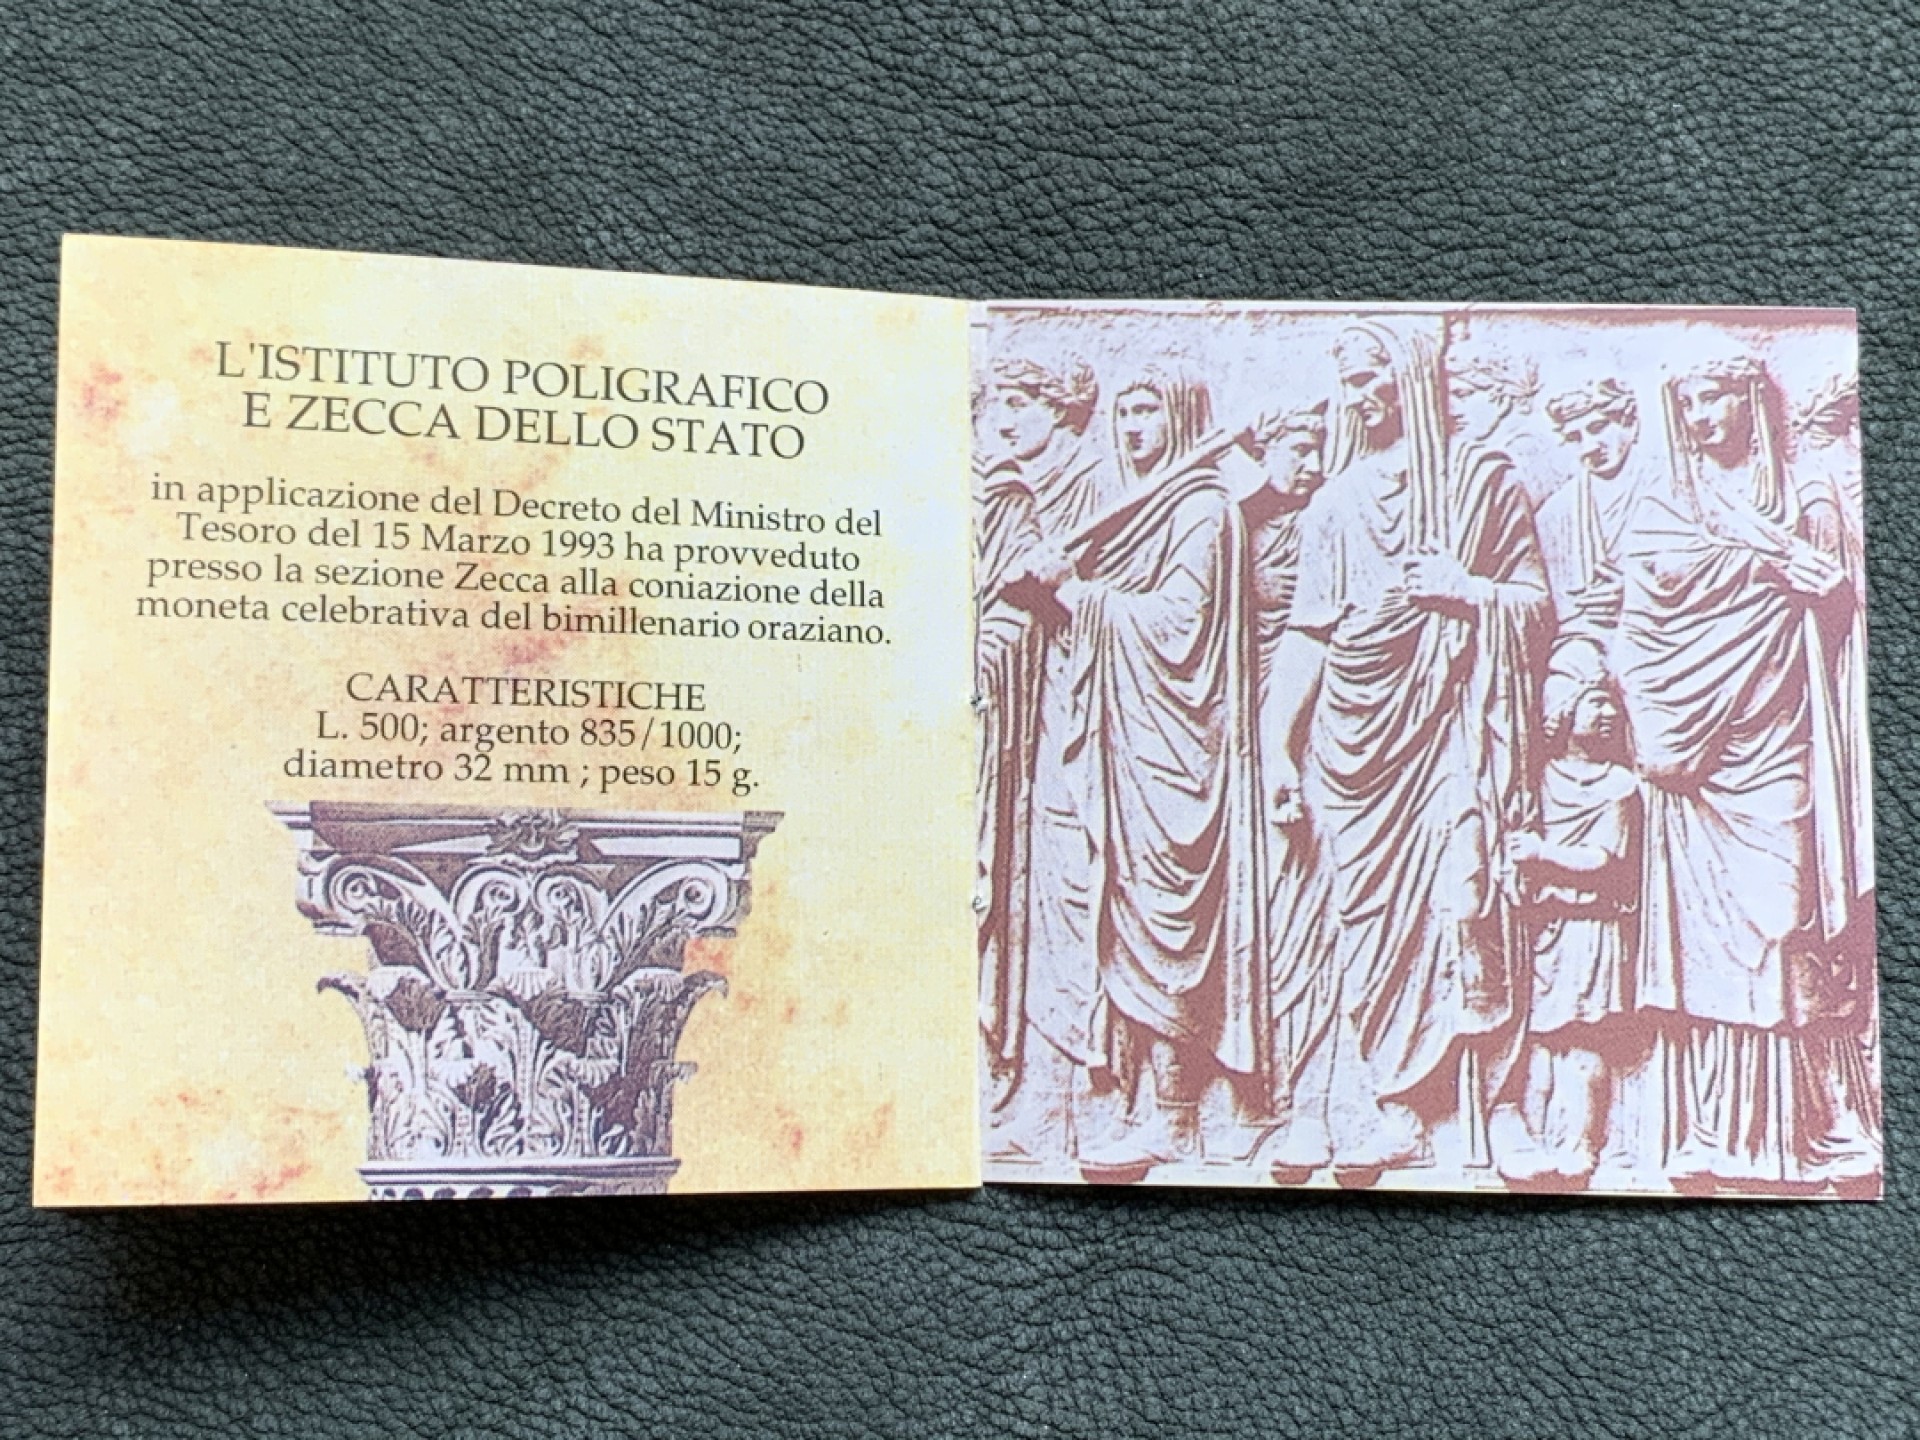 L'ISTITUTO POLIGRAFICO
E ZECCA DELLO STATO
in applicazione del Decreto del Ministro del
Tesoro del 15 Marzo 1993 ha provveduto
presso la sezione Zecca alla coniazione della
moneta celebrativa del bimillenario oraziano.
CARATTERISTICHE
L. 500; argento 835/1000;
diametro 32 mm ; peso 15 g.